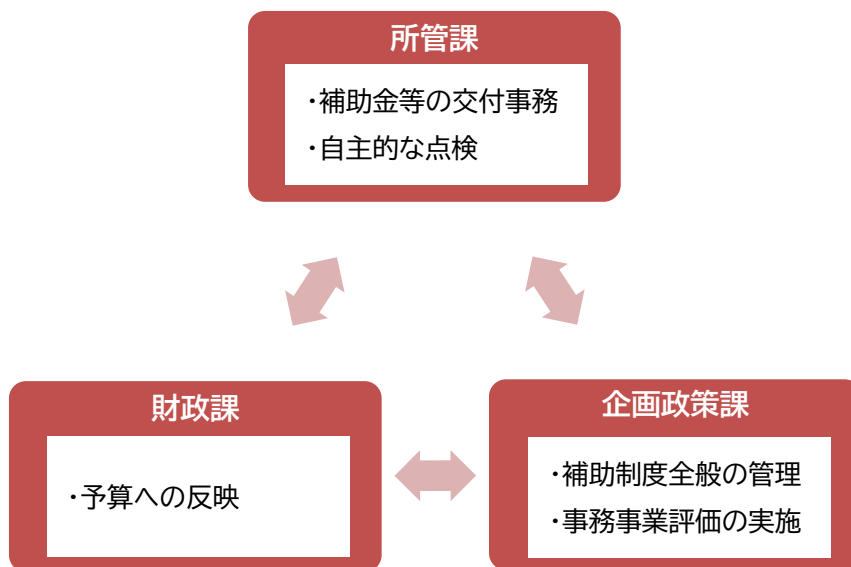 所管課
・補助金等の交付事務
・自主的な点検
財政課
・予算への反映
企画政策課
・補助制度全般の管理
・事務事業評価の実施